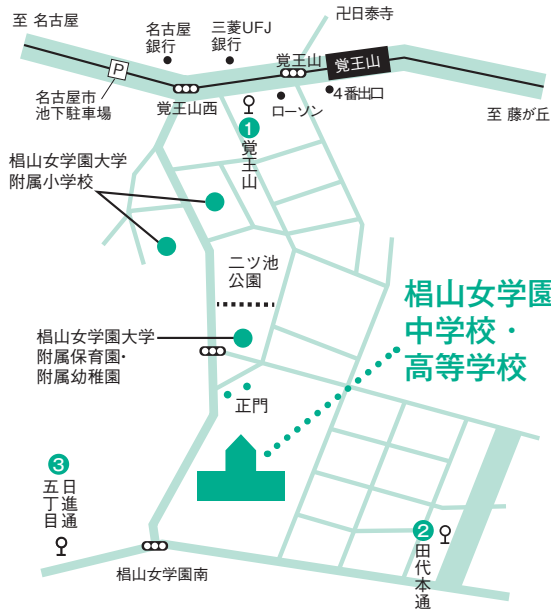 至 名古屋
名古屋
銀行
三菱UFJ
銀行
卍日泰寺
覚王山
覚王山
P
名古屋市
池下駐車場
覚王山西
ローソン
4番出口
至 藤が丘
1
覚王山
椙山女学園大学
附属小学校
二ツ池
公園
椙山女学園
中学校・
高等学校
椙山女学園大学
附属保育園・
附属幼稚園
正門
3
日進通
五丁目
2
田代本通
椙山女学園南